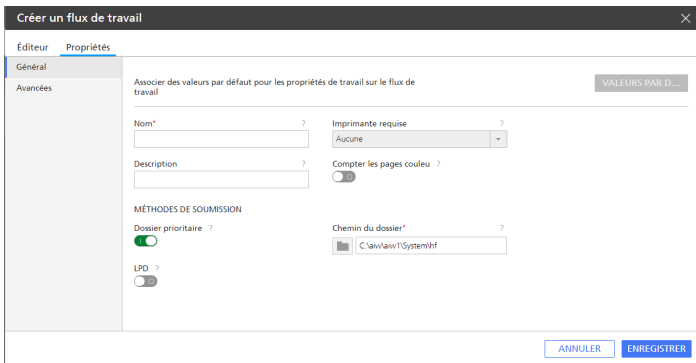 Créer un flux de travail
Éditeur Propriétés
Général
Avancées
Associer des valeurs par défaut pour les propriétés de travail sur le flux de
travail
VALEURS PAR D...
Nom* ?
Imprimante requise ?
Aucune
Description ?
Compter les pages couleu ?
MÉTHODES DE SOUMISSION
Dossier prioritaire ?
Chemin du dossier* ?
C:\aiw\aiw1\System\hf
LPD ?
ANNULER ENREGISTRER